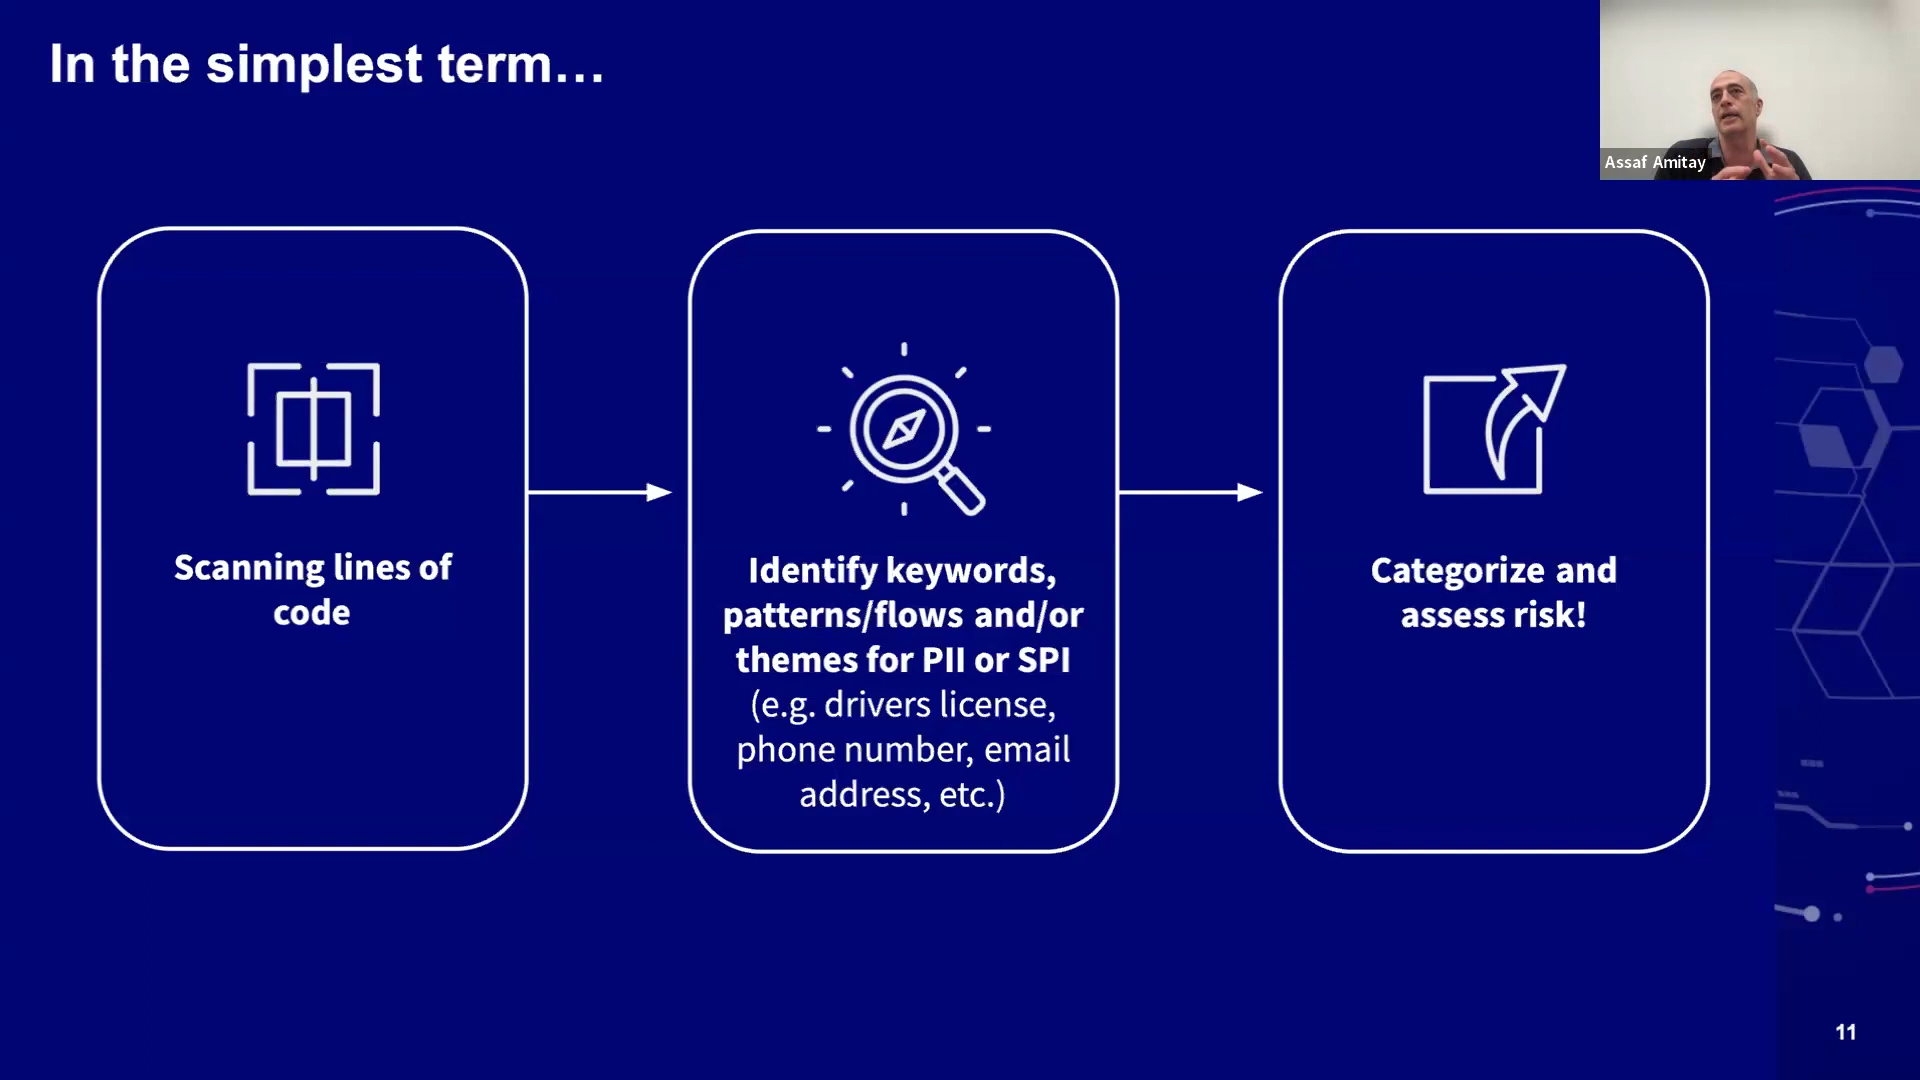 In the simplest term…
Assaf Amitay
Scanning lines of
code
Identify keywords,
patterns/flows and/or
themes for PII or SPI
(e.g. drivers license,
phone number, email
address, etc.)
Categorize and
assess risk!
11